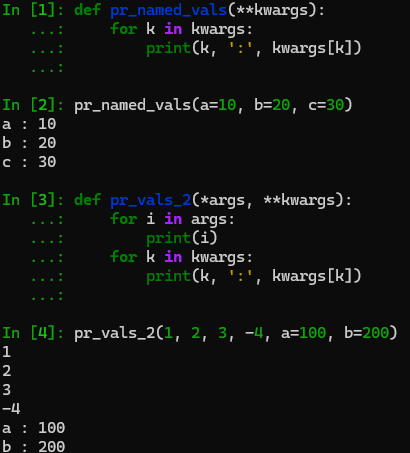 In [1]: def pr_named_vals(**kwargs):
   ...:     for k in kwargs:
   ...:         print(k, ':', kwargs[k])
   ...:
In [2]: pr_named_vals(a=10, b=20, c=30)
a : 10
b : 20
c : 30
In [3]: def pr_vals_2(*args, **kwargs):
   ...:     for i in args:
   ...:         print(i)
   ...:     for k in kwargs:
   ...:         print(k, ':', kwargs[k])
   ...:
In [4]: pr_vals_2(1, 2, 3, -4, a=100, b=200)
1
2
3
-4
a : 100
b : 200